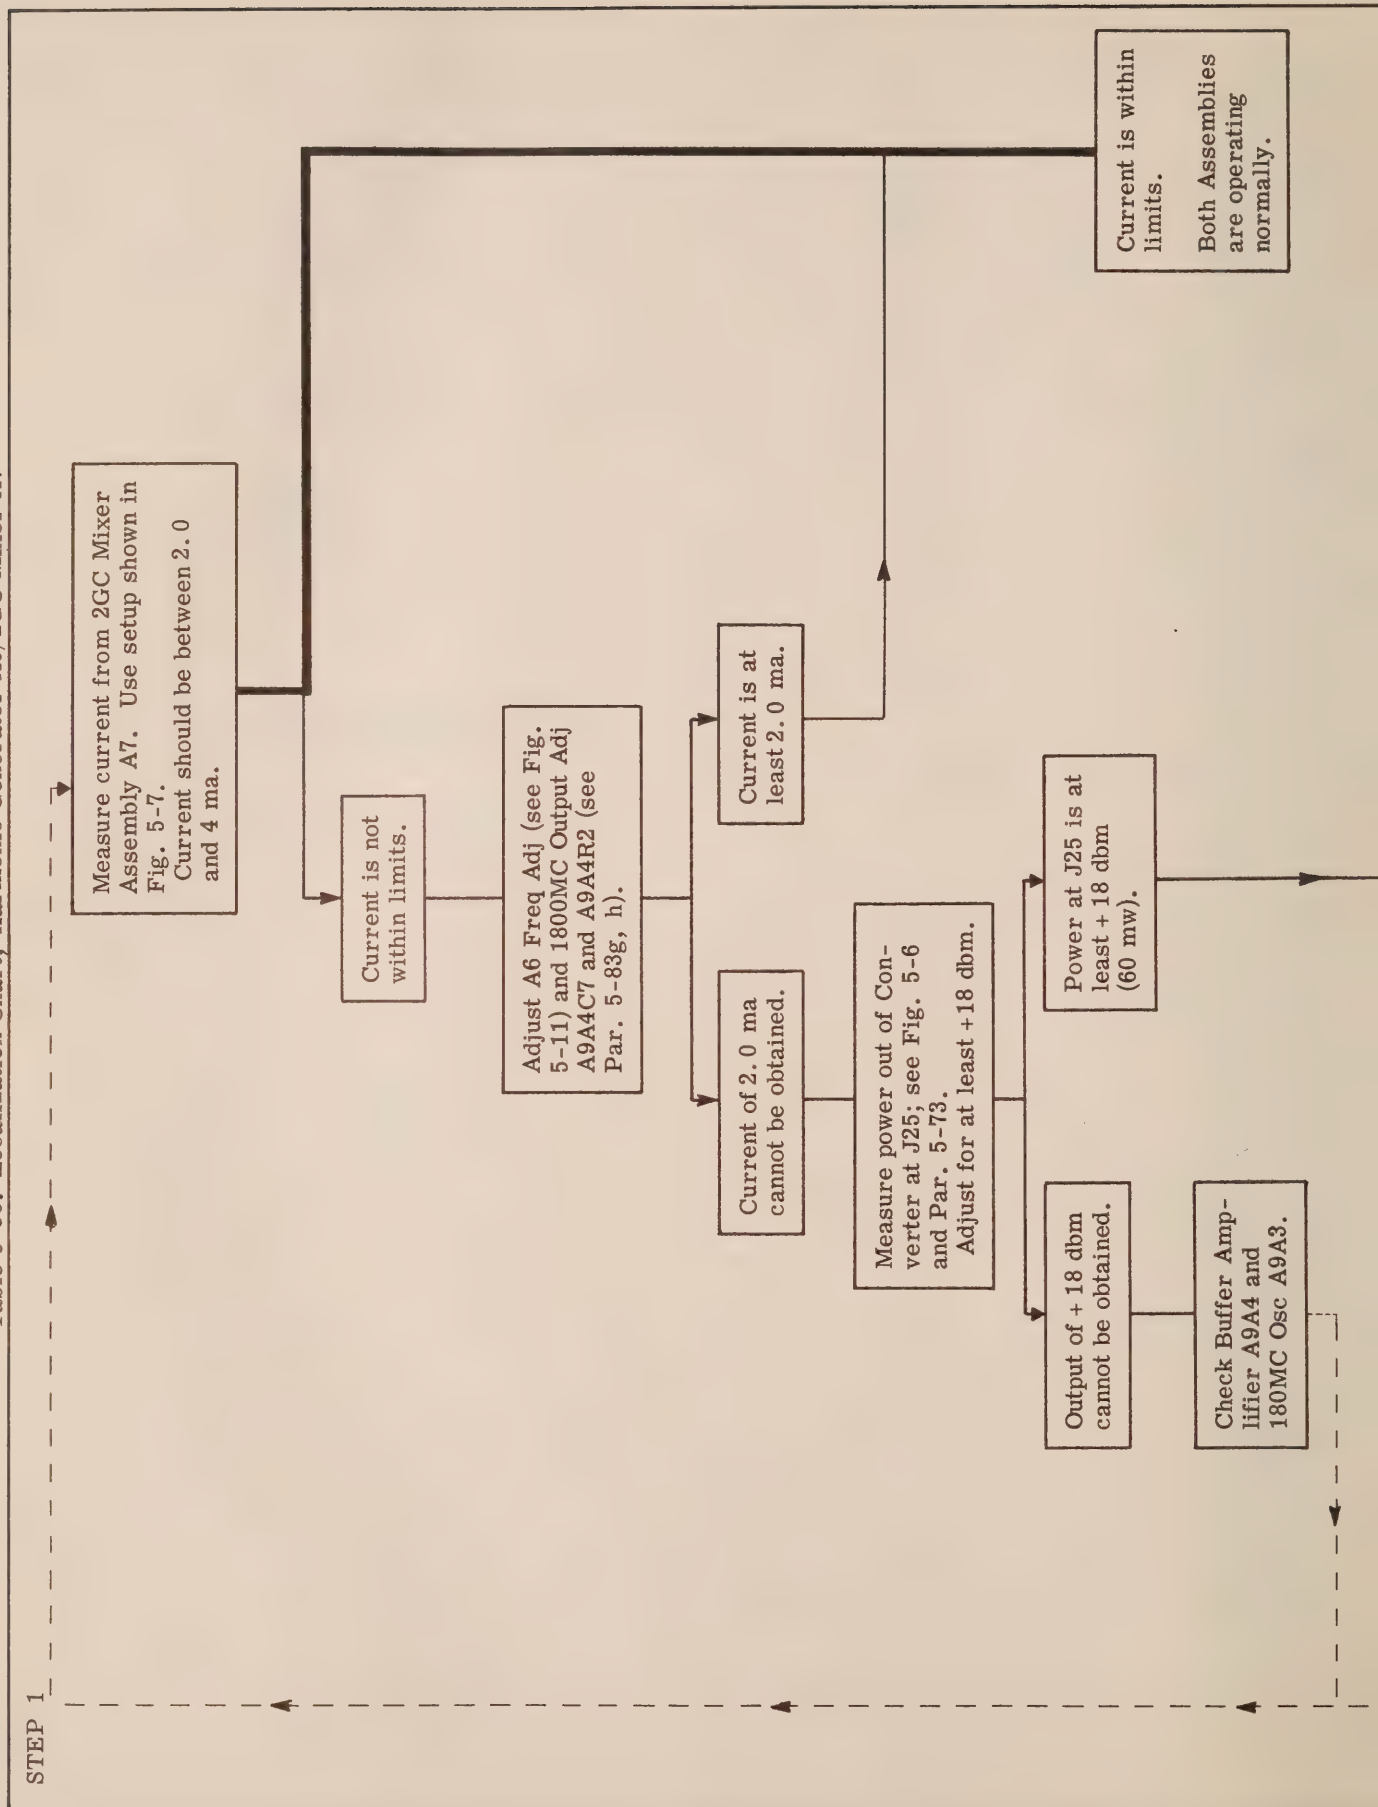 STEP 1
Measure current from 2GC Mixer
Assembly A7. Use setup shown in
Fig. 5-7.
Current should be between 2.0
and 4 ma.
Current is not
within limits.
Adjust A6 Freq Adj (see Fig.
5-11) and 1800MC Output Adj
A9A4C7 and A9A4R2 (see
Par. 5-83g, h).
Current of 2.0 ma
cannot be obtained.
Current is at
least 2.0 ma.
Measure power out of Con-
verter at J25; see Fig. 5-6
and Par. 5-73.
Adjust for at least +18 dbm.
Output of +18 dbm
cannot be obtained.
Power at J25 is at
least +18 dbm
(60 mw).
Check Buffer Amp-
lifier A9A4 and
180MC Osc A9A3.
Current is within
limits.
Both Assemblies
are operating
normally.